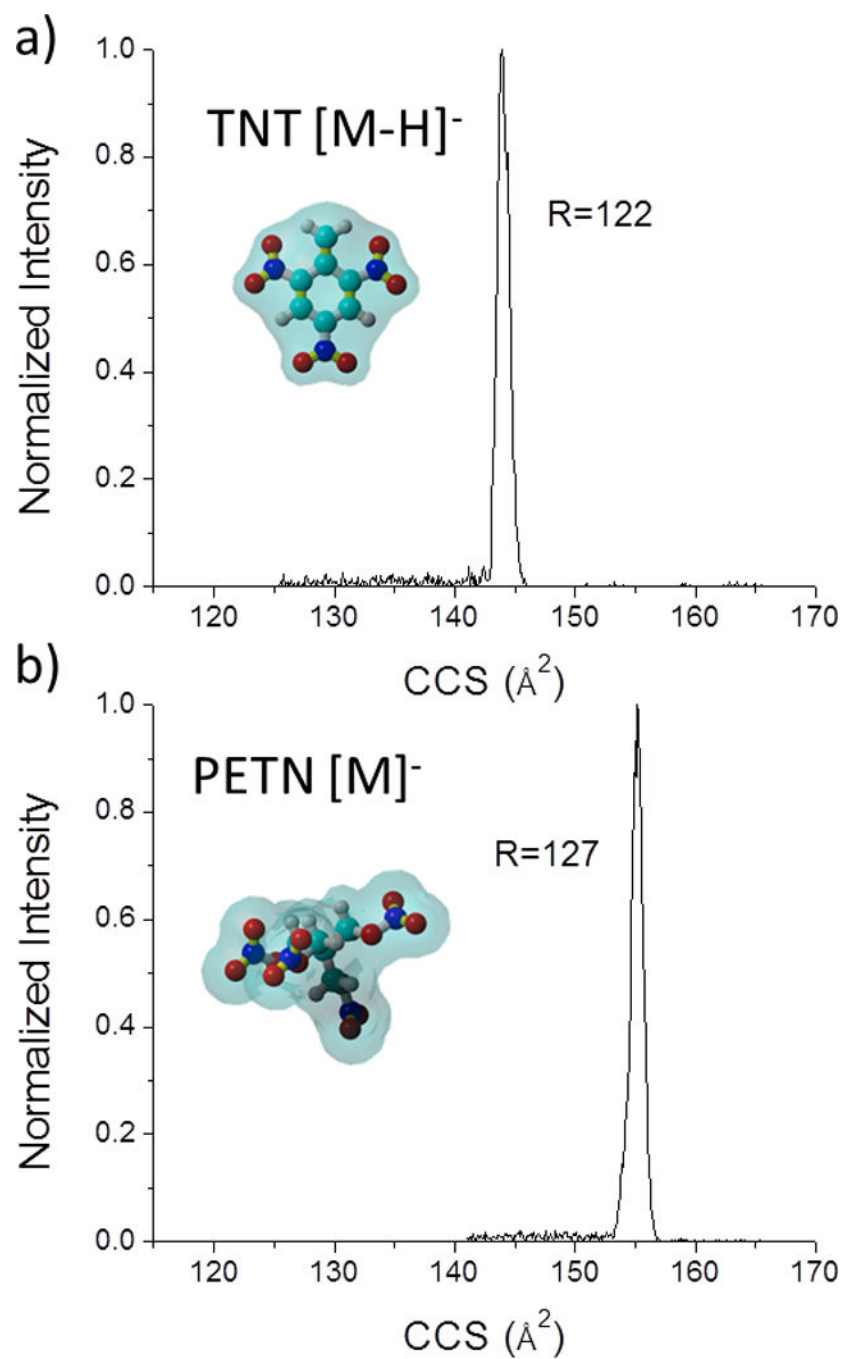 a)
TNT [M-H]⁻
R=122
Normalized Intensity
1.0
0.8
0.6
0.4
0.2
0.0
120 130 140 150 160 170
CCS (Å²)
b)
PETN [M]⁻
R=127
Normalized Intensity
1.0
0.8
0.6
0.4
0.2
0.0
120 130 140 150 160 170
CCS (Å²)